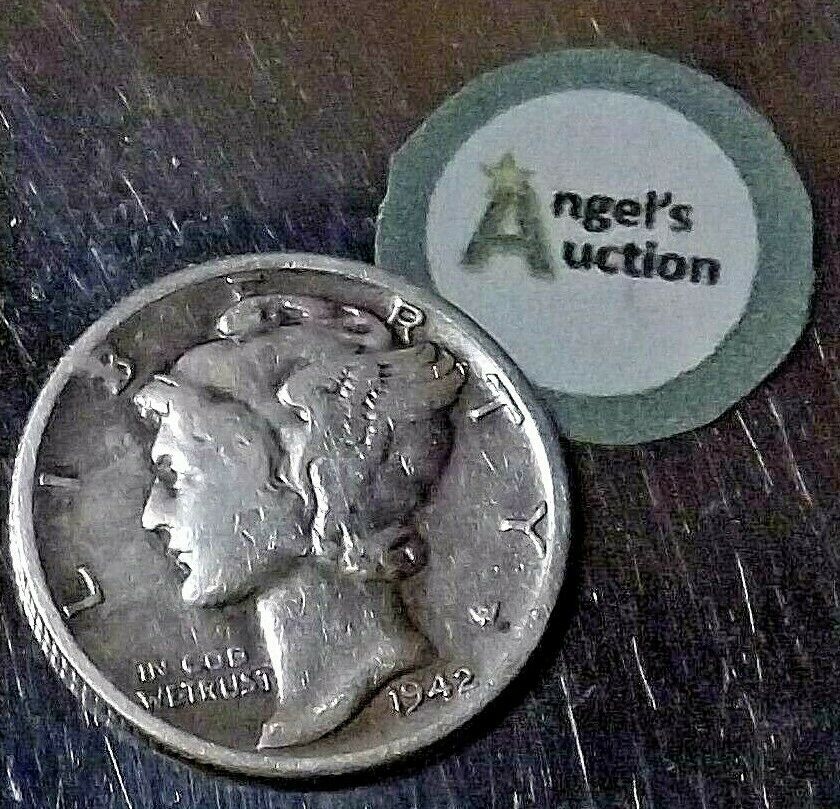 Angel's
Auction
LIBERTY
IN GOD
WE TRUST
1942
W